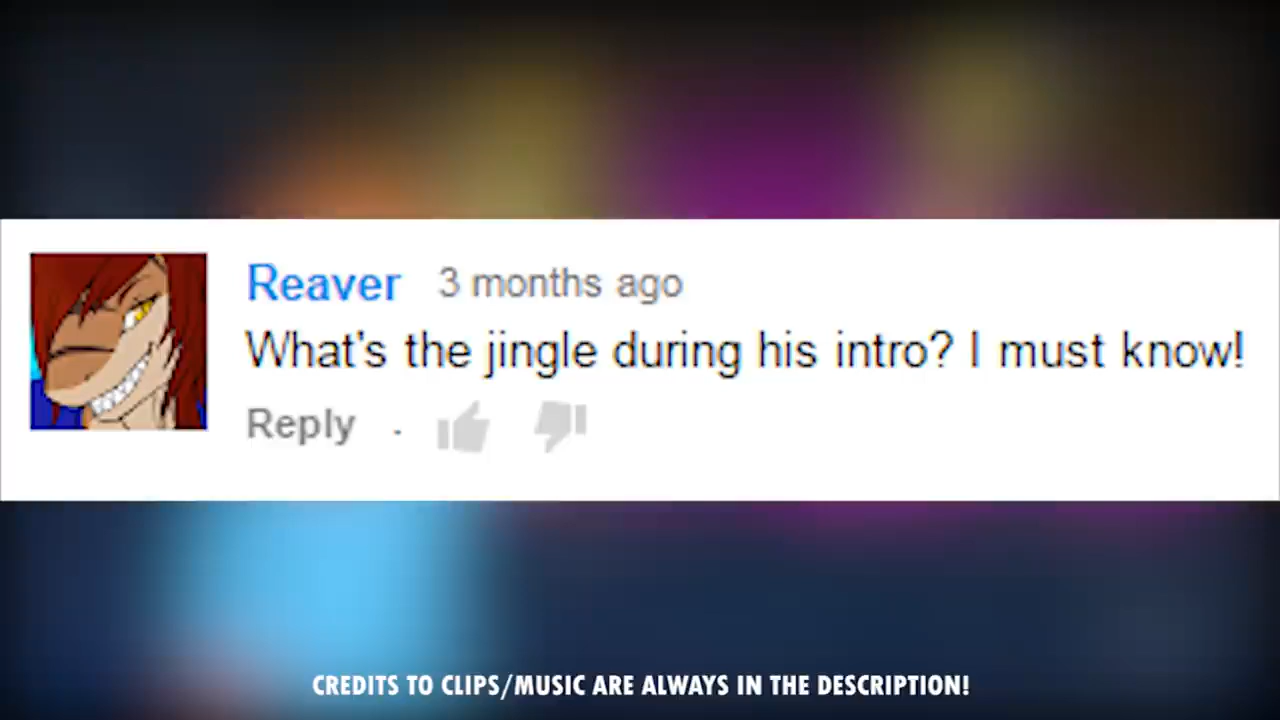 Reaver 3 months ago
What's the jingle during his intro? I must know!
Reply .
CREDITS TO CLIPS/MUSIC ARE ALWAYS IN THE DESCRIPTION!